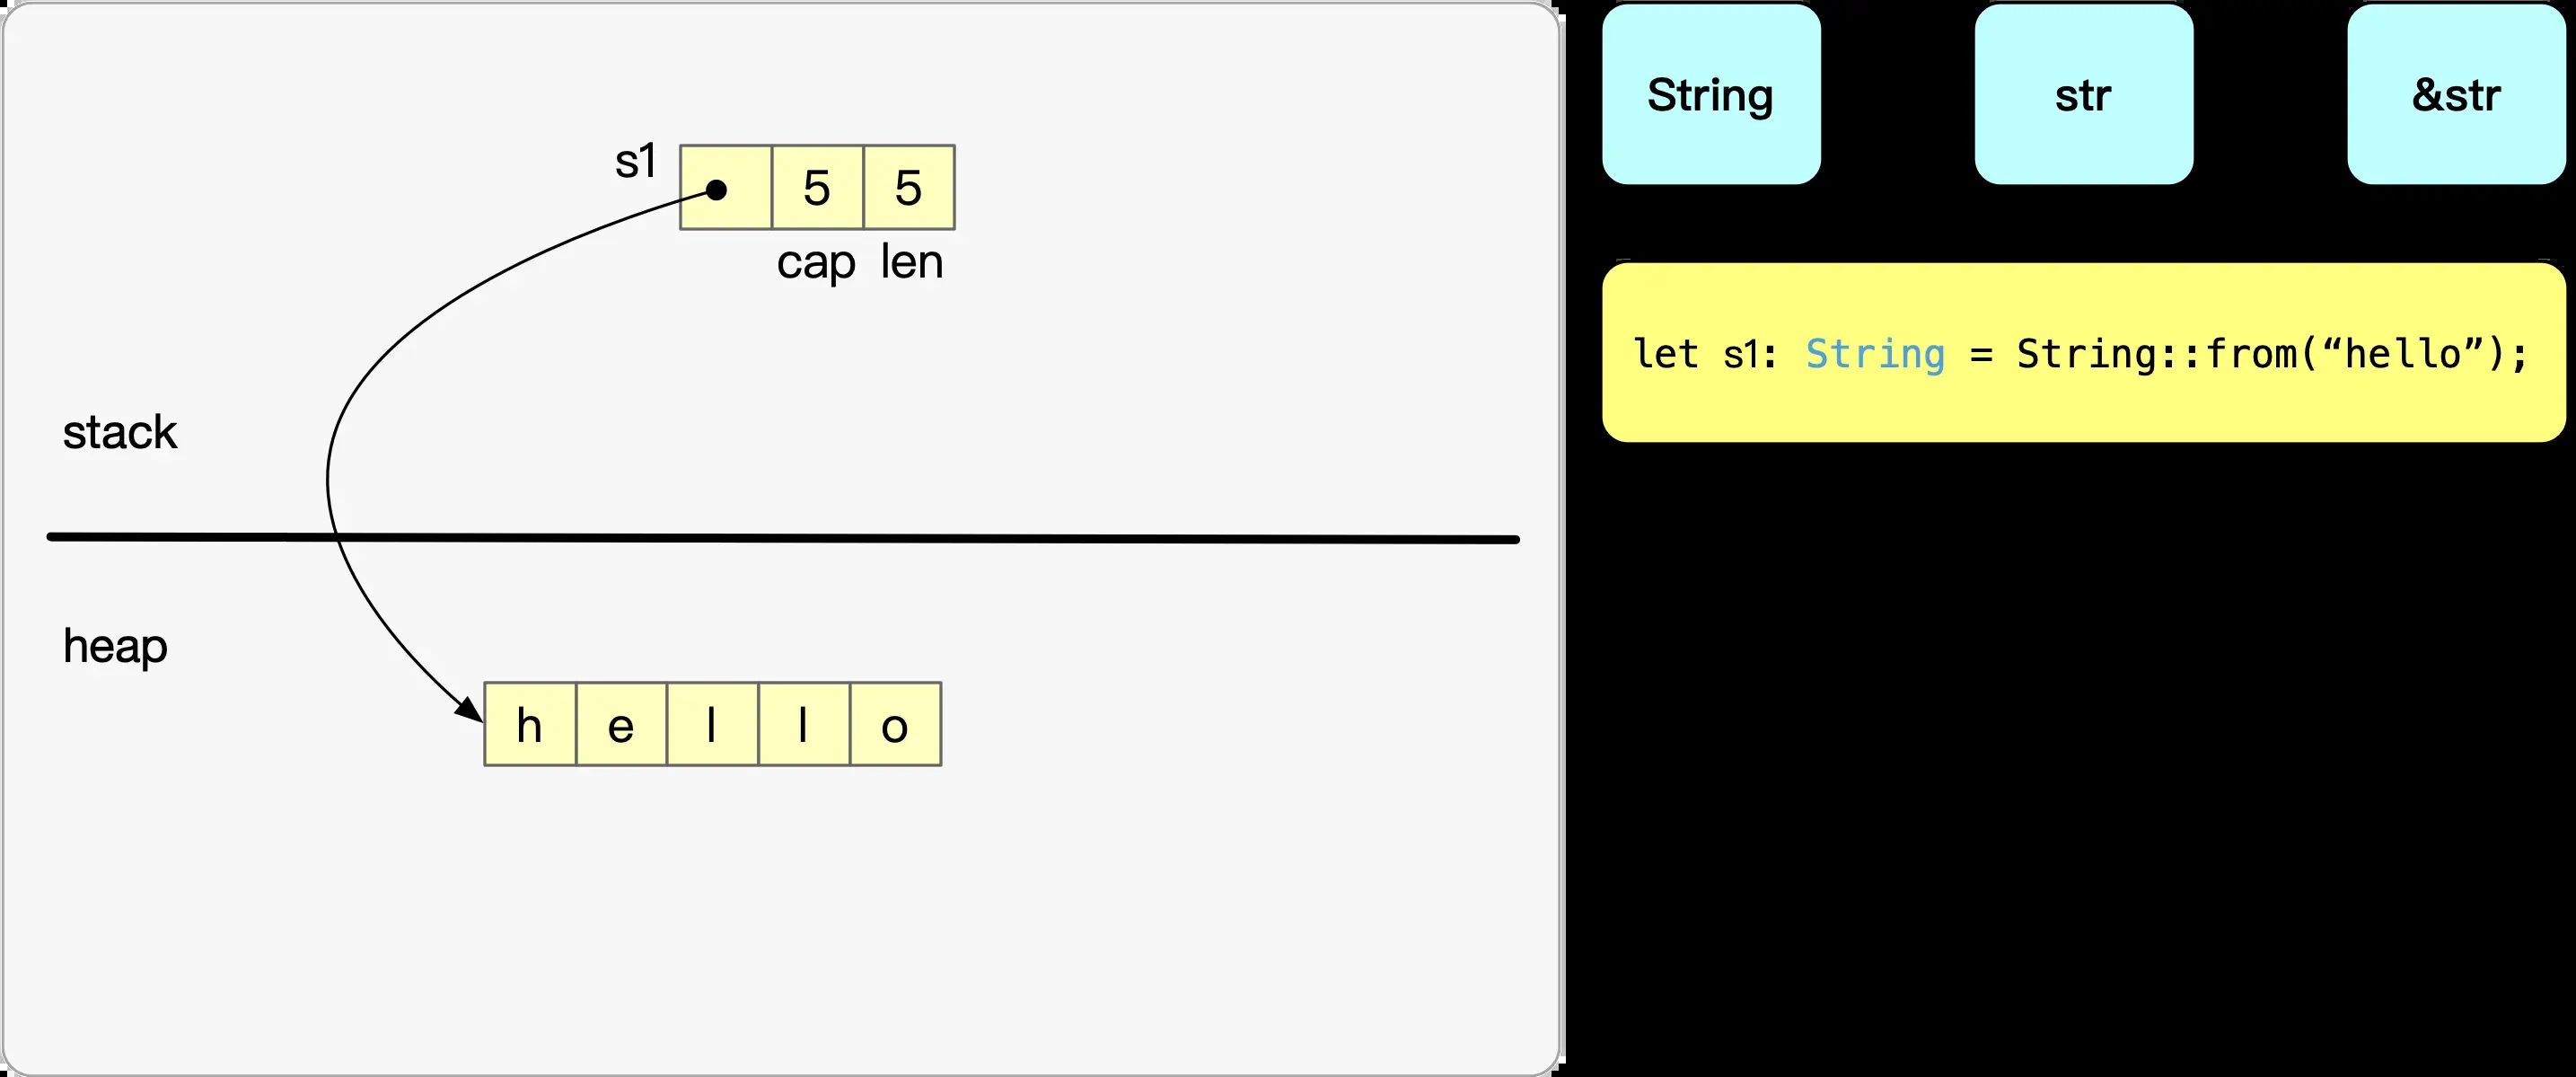 s1
5 5
cap len
stack
heap
h e l l o
String
str
&str
let s1: String = String::from(“hello”);